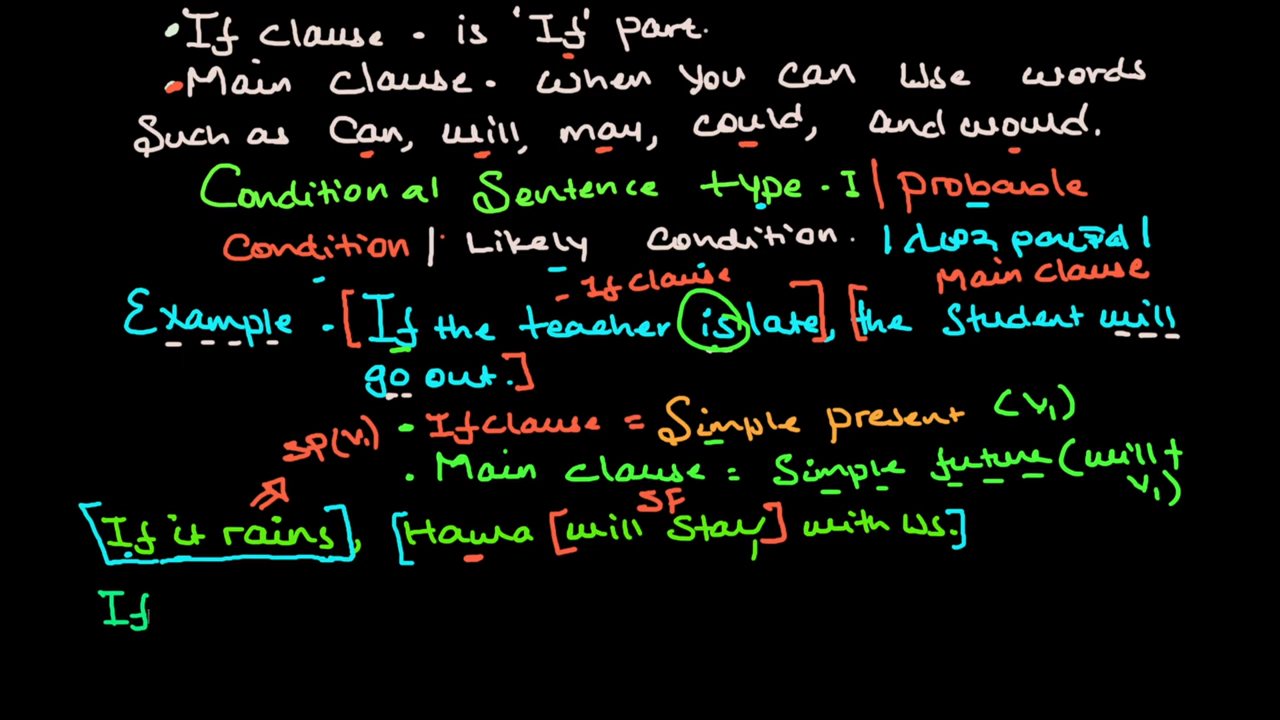 • If clause - is 'If' part.
• Main clause - When you can use words
Such as Can, will, may, could, and would.
Conditional Sentence type - I | probable
Condition | Likely Condition.
- If clause Main clause
Example - [If the teacher is late], [the Student will
go out.]
SP(V1) • If clause = Simple present (V1)
• Main clause = Simple future (will +
V1)
SF
[If it rains], [Hawa [will Stay] with us.]
If